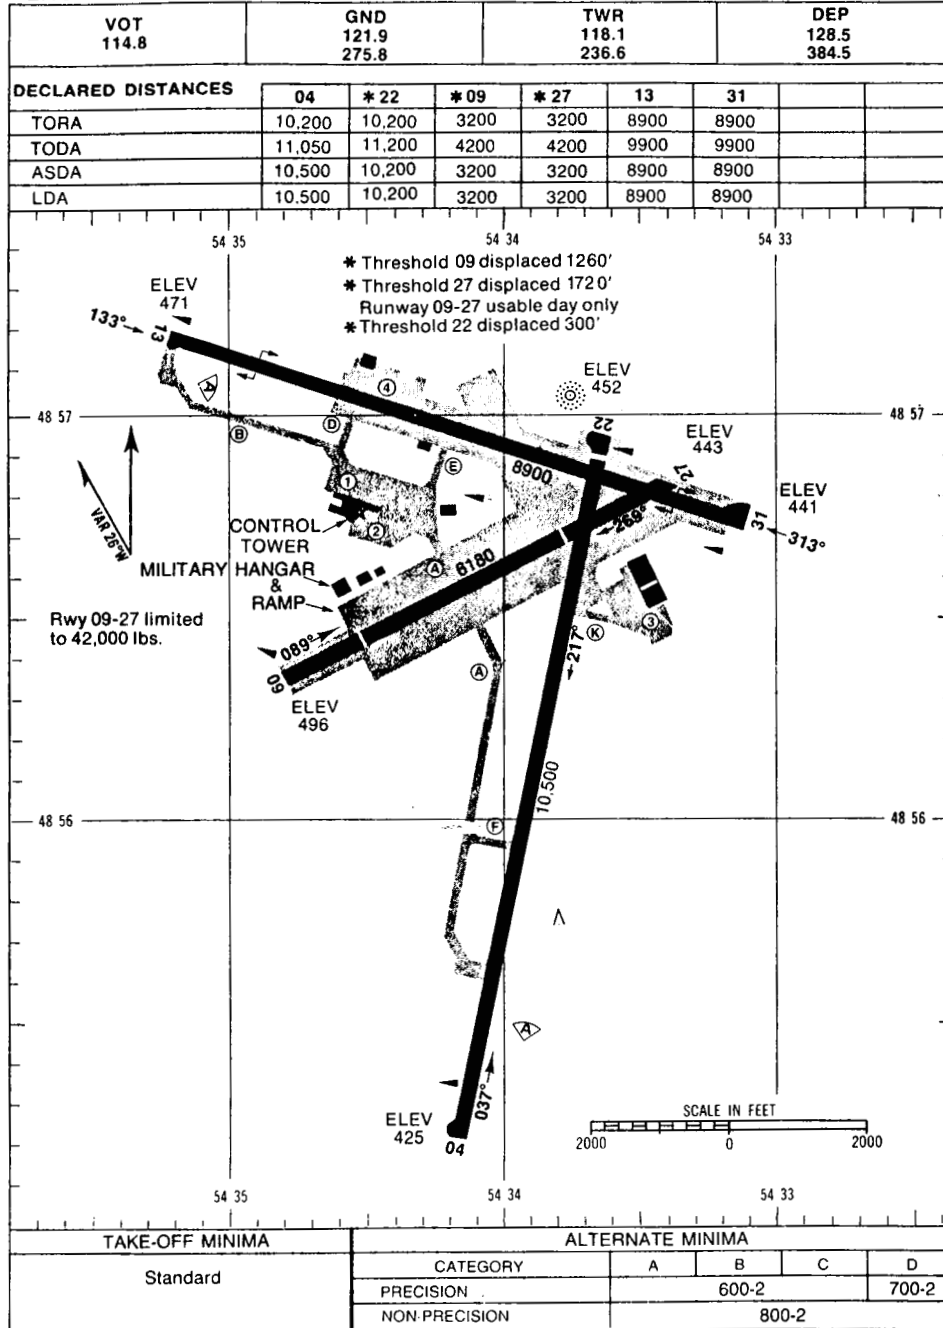 VOT GND TWR DEP
114.8 121.9 118.1 128.5
275.8 236.6 384.5
DECLARED DISTANCES 04 * 22 * 09 * 27 13 31
TORA 10,200 10,200 3200 3200 8900 8900
TODA 11,050 11,200 4200 4200 9900 9900
ASDA 10,500 10,200 3200 3200 8900 8900
LDA 10.500 10,200 3200 3200 8900 8900
54 35 54 34 54 33
* Threshold 09 displaced 1260'
* Threshold 27 displaced 1720'
Runway 09-27 usable day only
* Threshold 22 displaced 300'
ELEV
471
133°
13
A
4
ELEV
452
48 57 48 57
B
D
22
ELEV
443
E
8900
27
1
ELEV
441
31
313°
VAR 26°W
2
CONTROL
TOWER
269°
MILITARY HANGAR
&
RAMP
A
6180
Rwy 09-27 limited
to 42,000 lbs.
3
K
089°
217°
09
A
ELEV
496
10,500
48 56 48 56
F
A
037°
ELEV
425
04
SCALE IN FEET
2000 0 2000
54 35 54 34 54 33
TAKE-OFF MINIMA ALTERNATE MINIMA
Standard CATEGORY A B C D
PRECISION 600-2 700-2
NON-PRECISION 800-2